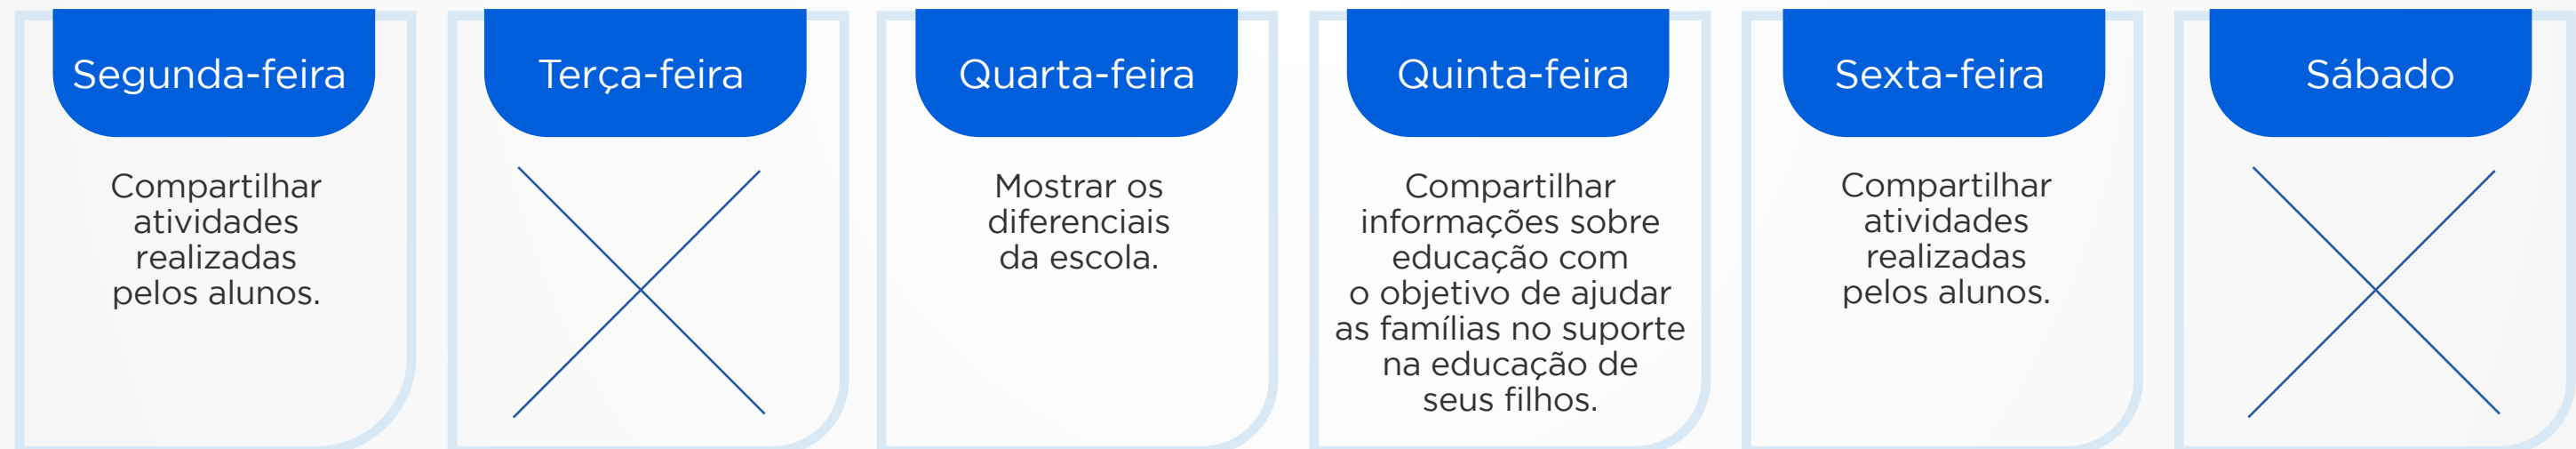 Segunda-feira
Compartilhar
atividades
realizadas
pelos alunos.
Terça-feira
Quarta-feira
Mostrar os
diferenciais
da escola.
Quinta-feira
Compartilhar
informações sobre
educação com
o objetivo de ajudar
as famílias no suporte
na educação de
seus filhos.
Sexta-feira
Compartilhar
atividades
realizadas
pelos alunos.
Sábado